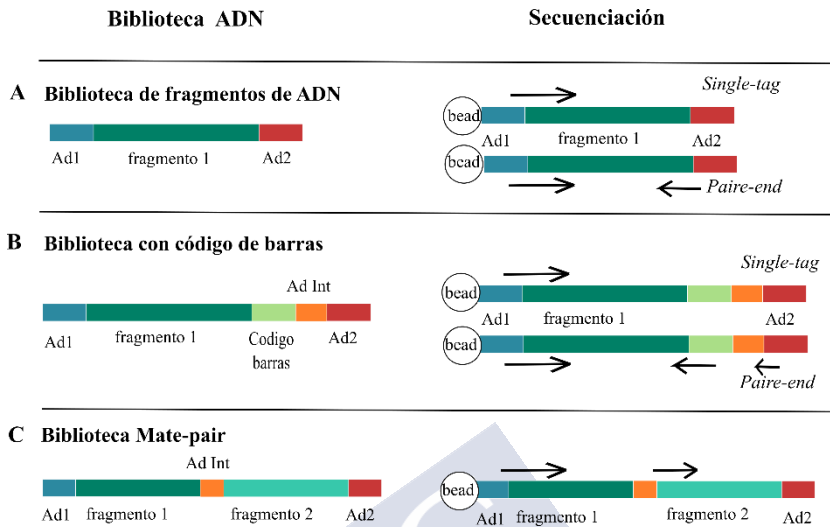 Biblioteca ADN
Secuenciación
A Biblioteca de fragmentos de ADN
Ad1 fragmento 1 Ad2
Single-tag
bead
Ad1 fragmento 1 Ad2
bead
Paire-end
B Biblioteca con código de barras
Ad Int
Ad1 fragmento 1 Codigo Ad2
barras
Single-tag
bead
Ad1 fragmento 1 Ad2
bead
Paire-end
C Biblioteca Mate-pair
Ad Int
Ad1 fragmento 1 fragmento 2 Ad2
bead
Ad1 fragmento 1 fragmento 2 Ad2